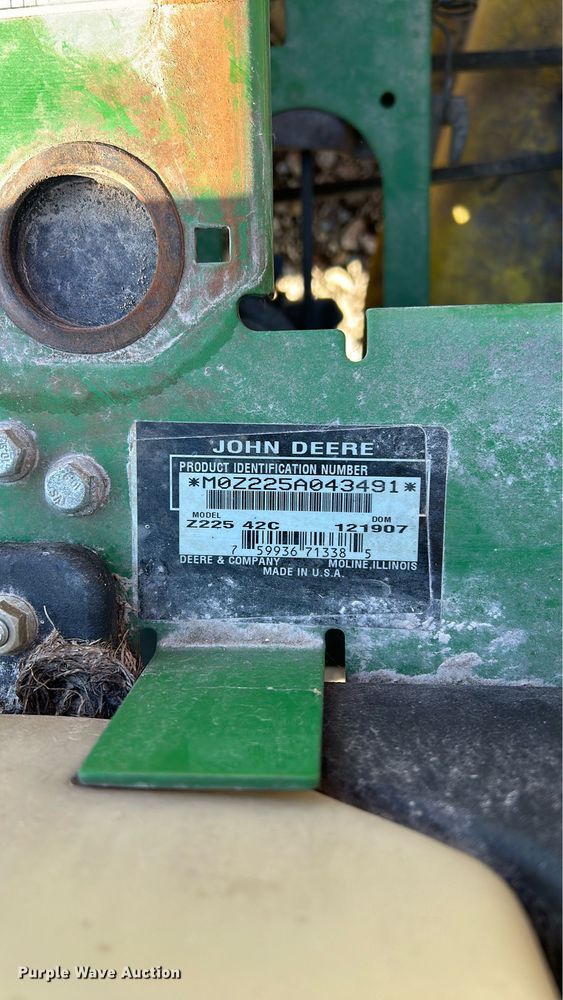 JOHN DEERE
PRODUCT IDENTIFICATION NUMBER
*M0Z225A043491*
MODEL DOM
Z225 42C 121907
7 59936 71338 5
DEERE & COMPANY MOLINE, ILLINOIS
MADE IN U.S.A.
Purple Wave Auction